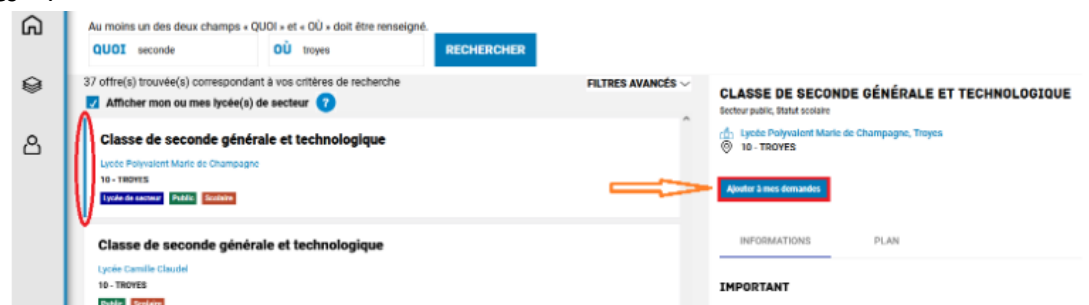 Au moins un des deux champs « QUOI » et « OÙ » doit être renseigné.
QUOI seconde OÙ troyes RECHERCHER
37 offre(s) trouvée(s) correspondant à vos critères de recherche FILTRES AVANCÉS
Afficher mon ou mes lycée(s) de secteur ?
Classe de seconde générale et technologique
Lycée Polyvalent Marie de Champagne
10 - TROYES
Lycée de secteur Public Scolaire
Classe de seconde générale et technologique
Lycée Camille Claudel
10 - TROYES
Public Scolaire
CLASSE DE SECONDE GÉNÉRALE ET TECHNOLOGIQUE
Secteur public, Statut scolaire
Lycée Polyvalent Marie de Champagne, Troyes
10 - TROYES
Ajouter à mes demandes
INFORMATIONS PLAN
IMPORTANT